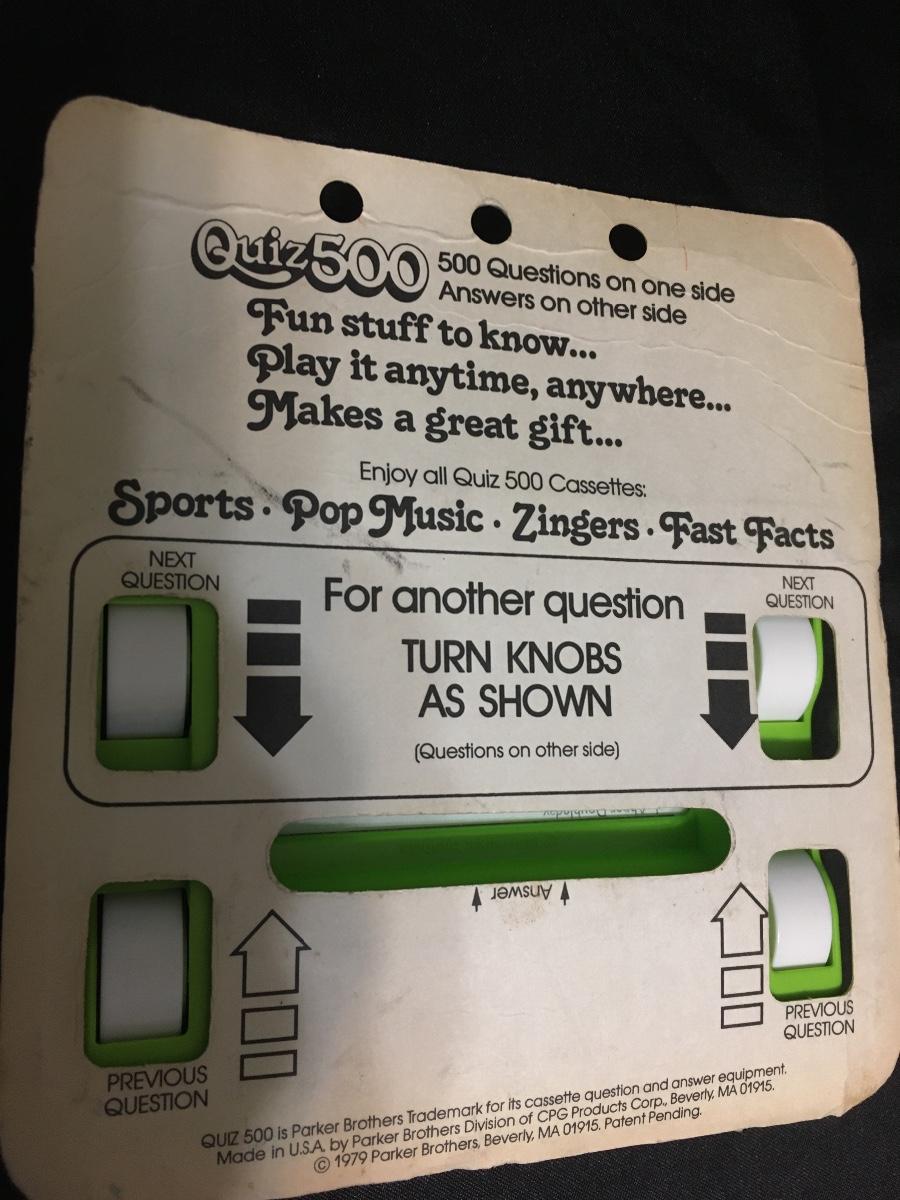 Quiz 500
500 Questions on one side
Answers on other side
Fun stuff to know...
Play it anytime, anywhere...
Makes a great gift...
Enjoy all Quiz 500 Cassettes:
Sports · Pop Music · Zingers · Fast Facts
NEXT
QUESTION
For another question
TURN KNOBS
AS SHOWN
(Questions on other side)
NEXT
QUESTION
Abner Doubleday
Answer
PREVIOUS
QUESTION
PREVIOUS
QUESTION
QUIZ 500 is Parker Brothers Trademark for its cassette question and answer equipment.
Made in U.S.A. by Parker Brothers Division of CPG Products Corp., Beverly, MA 01915.
© 1979 Parker Brothers, Beverly, MA 01915. Patent Pending.